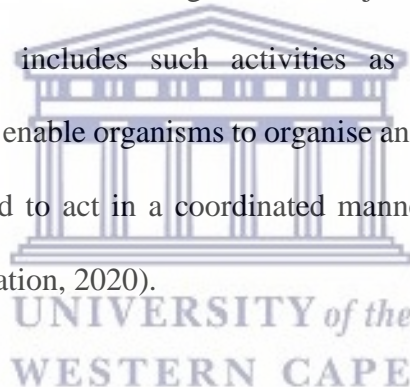 includes such activities as
enable organisms to organise an
d to act in a coordinated mann
ation, 2020).
UNIVERSITY of the
WESTERN CAPE